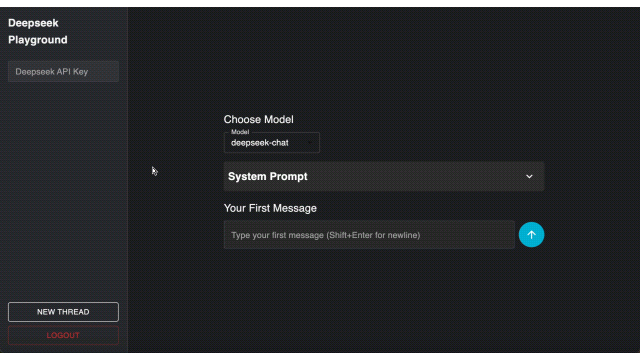 Deepseek
Playground
Deepseek API Key
NEW THREAD
LOGOUT
Choose Model
Model
deepseek-chat
System Prompt
Your First Message
Type your first message (Shift+Enter for newline)